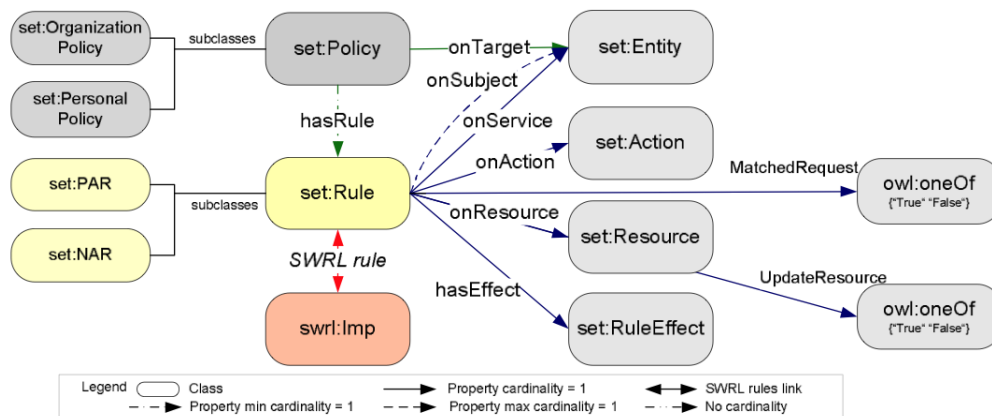 set:Organization
Policy
subclasses
set:Policy
onTarget
set:Entity
onSubject
set:Personal
Policy
hasRule
onService
set:Action
onAction
MatchedRequest
set:PAR
subclasses
set:Rule
owl:oneOf
{"True" "False"}
onResource
set:NAR
SWRL rule
set:Resource
UpdateResource
hasEffect
swrl:Imp
set:RuleEffect
owl:oneOf
{"True" "False"}
Legend
Class
Property cardinality = 1
SWRL rules link
Property min cardinality = 1
Property max cardinality = 1
No cardinality